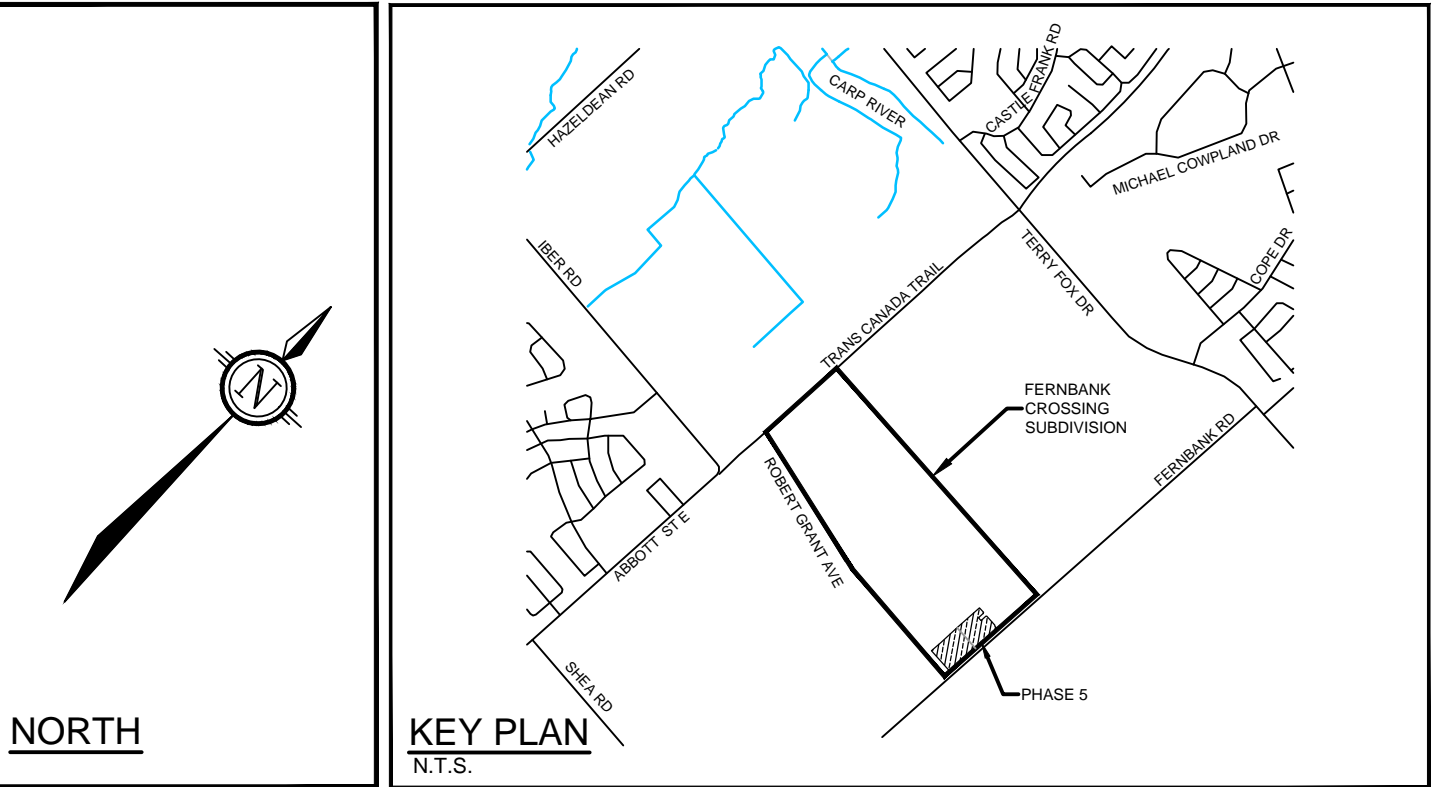 N
NORTH
HAZELDEAN RD
CARP RIVER
CASTLE FRANK RD
MICHAEL COWPLAND DR
IBER RD
TERRY FOX DR
COPE DR
TRANS CANADA TRAIL
FERNBANK
CROSSING
SUBDIVISION
FERNBANK RD
ROBERT GRANT AVE
ABBOTT ST E
SHEA RD
PHASE 5
KEY PLAN
N.T.S.